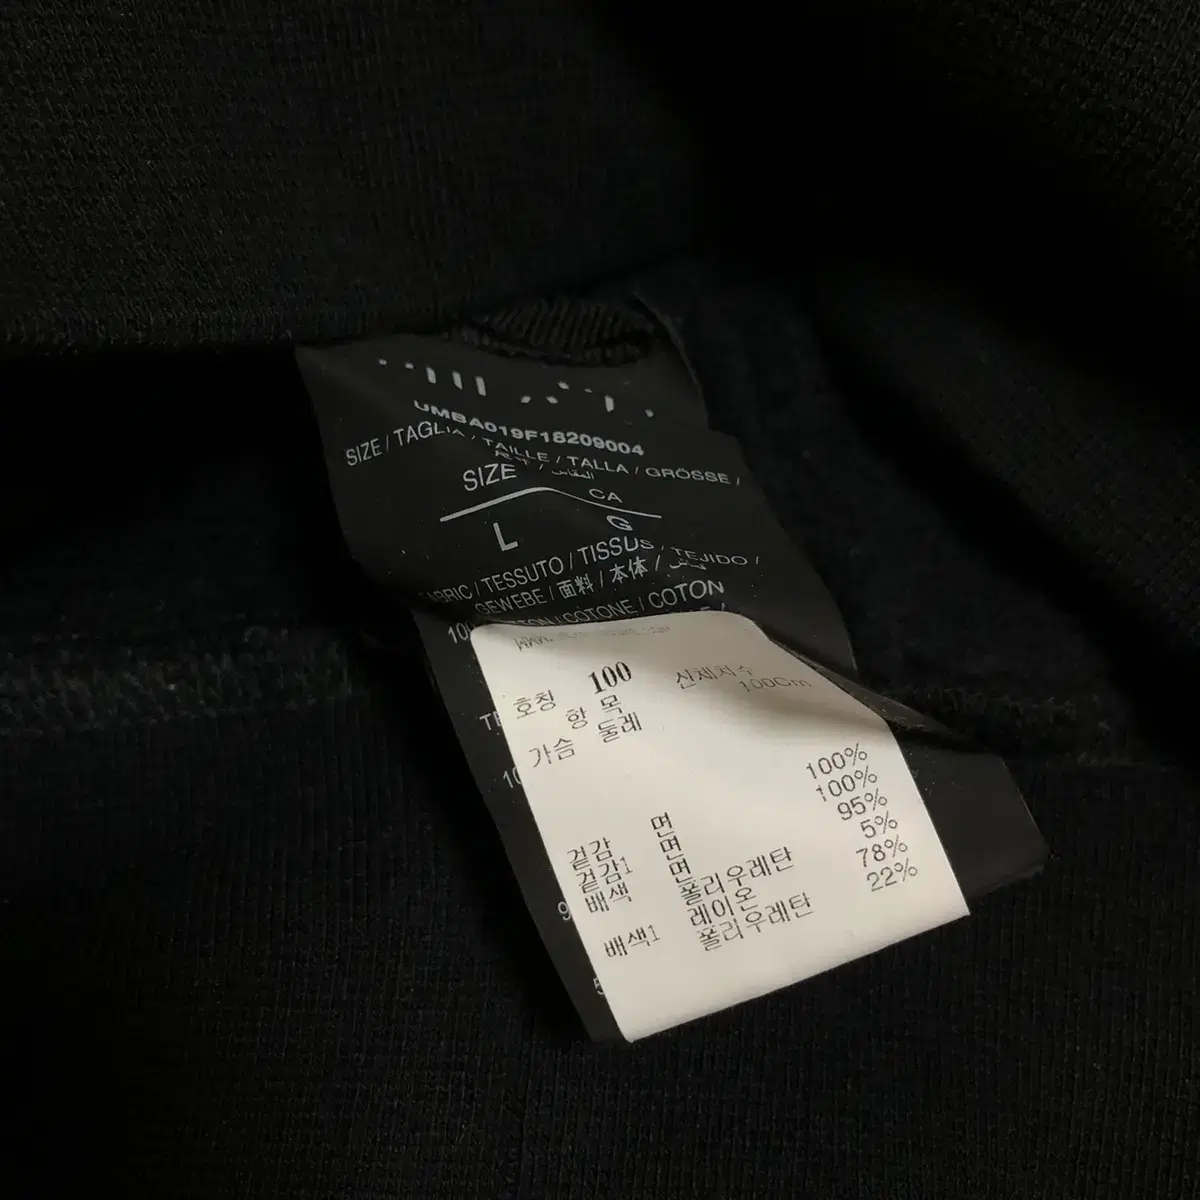 UMBA019F18209004
SIZE / TAGLIA / TAILLE / TALLA / GRÖSSE /
SIZE CA
L G
FABRIC / TESSUTO / TISSUS / TEJIDO /
GEWEBE / 面料 / 本体 /
COTTON / COTONE / COTON
호칭 100 신체치수
항 목 100Cm
가슴 둘레
겉감 면 100%
겉감1 면 100%
배색 면 95%
폴리우레탄 5%
배색1 레이온 78%
폴리우레탄 22%